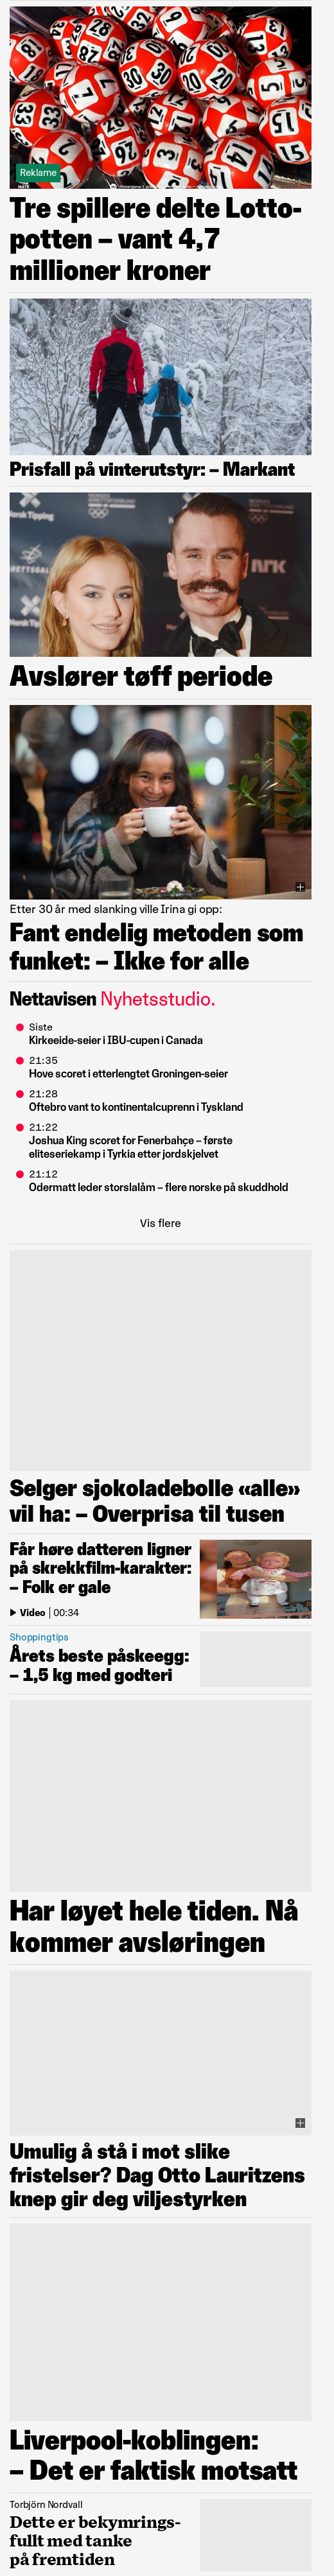 Reklame
Tre spillere delte Lotto-
potten – vant 4,7
millioner kroner
Prisfall på vinterutstyr: – Markant
Norsk Tipping
NRK
Avslører tøff periode
Etter 30 år med slanking ville Irina gi opp:
Fant endelig metoden som
funket: – Ikke for alle
Nettavisen Nyhetsstudio.
Siste
Kirkeeide-seier i IBU-cupen i Canada
21:35
Hove scoret i etterlengtet Groningen-seier
21:28
Oftebro vant to kontinentalcuprenn i Tyskland
21:22
Joshua King scoret for Fenerbahçe – første
eliteseriekamp i Tyrkia etter jordskjelvet
21:12
Odermatt leder storslalåm – flere norske på skuddhold
Vis flere
Selger sjokoladebolle «alle»
vil ha: – Overprisa til tusen
Får høre datteren ligner
på skrekkfilm-karakter:
– Folk er gale
Video | 00:34
Shoppingtips
Årets beste påskeegg:
– 1,5 kg med godteri
Har løyet hele tiden. Nå
kommer avsløringen
Umulig å stå i mot slike
fristelser? Dag Otto Lauritzens
knep gir deg viljestyrken
Liverpool-koblingen:
– Det er faktisk motsatt
Torbjörn Nordvall
Dette er bekymrings-
fullt med tanke
på fremtiden